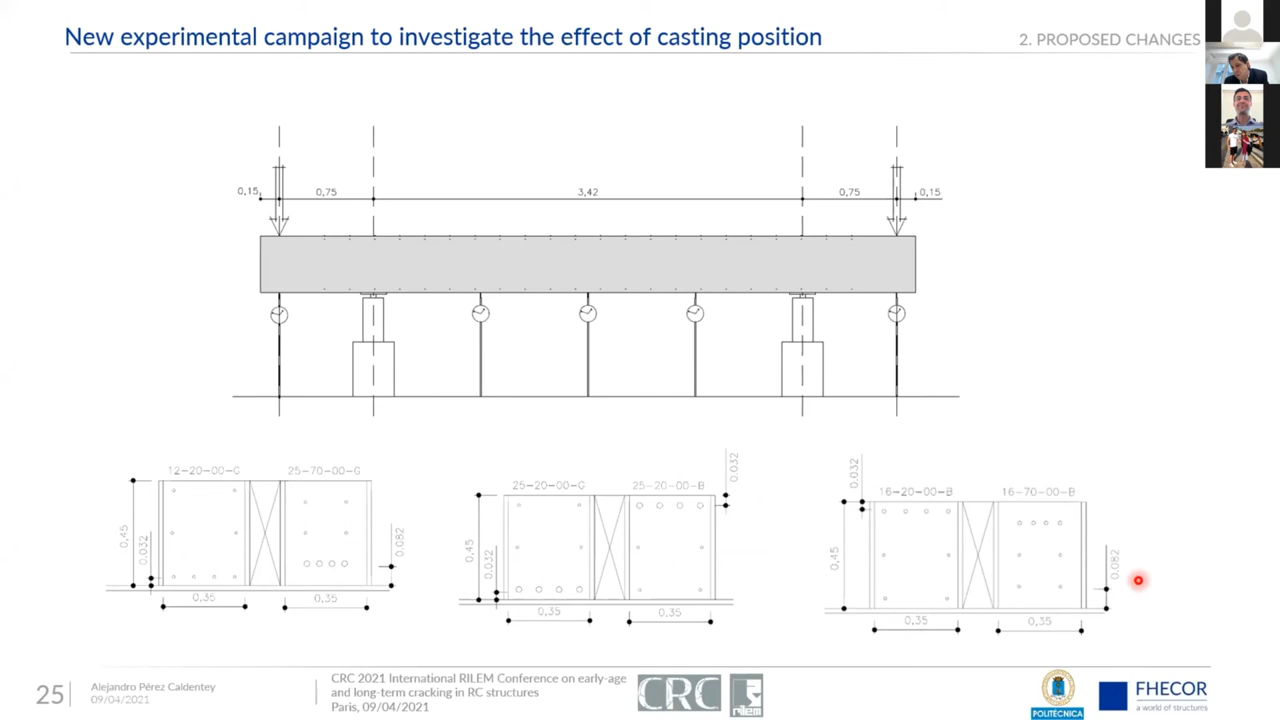 New experimental campaign to investigate the effect of casting position
2. PROPOSED CHANGES
0,15 0,75 3,42 0,75 0,15
12-20-00-G 25-70-00-G
0,45 0.032 0.082
0,35 0,35
25-20-00-G 25-20-00-B
0.032
0,45 0.032
0,35 0,35
16-20-00-B 16-70-00-B
0.032
0,45 0.082
0,35 0,35
25
Alejandro Pérez Caldentey
09/04/2021
CRC 2021 International RILEM Conference on early-age
and long-term cracking in RC structures
Paris, 09/04/2021
CRC
rilem
POLITÉCNICA
FHECOR
a world of structures